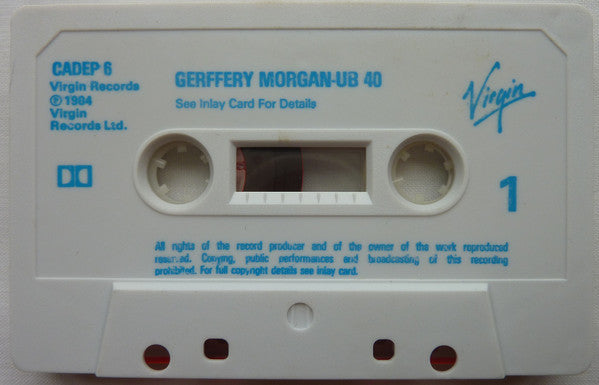 CADEP 6
Virgin Records
℗ 1984
Virgin
Records Ltd.
GERFFERY MORGAN-UB 40
See Inlay Card For Details
Virgin
1
All rights of the record producer and of the owner of the work reproduced
reserved. Copying, public performances and broadcasting of this recording
prohibited. For full copyright details see inlay card.